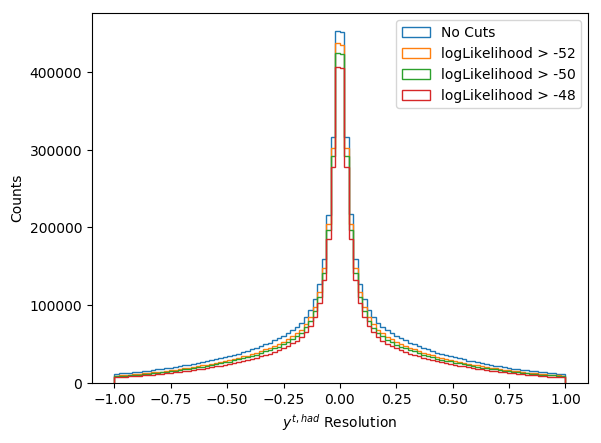 No Cuts
logLikelihood > -52
logLikelihood > -50
logLikelihood > -48
Counts
400000
300000
200000
100000
0
−1.00 −0.75 −0.50 −0.25 0.00 0.25 0.50 0.75 1.00
y^{t, had} Resolution